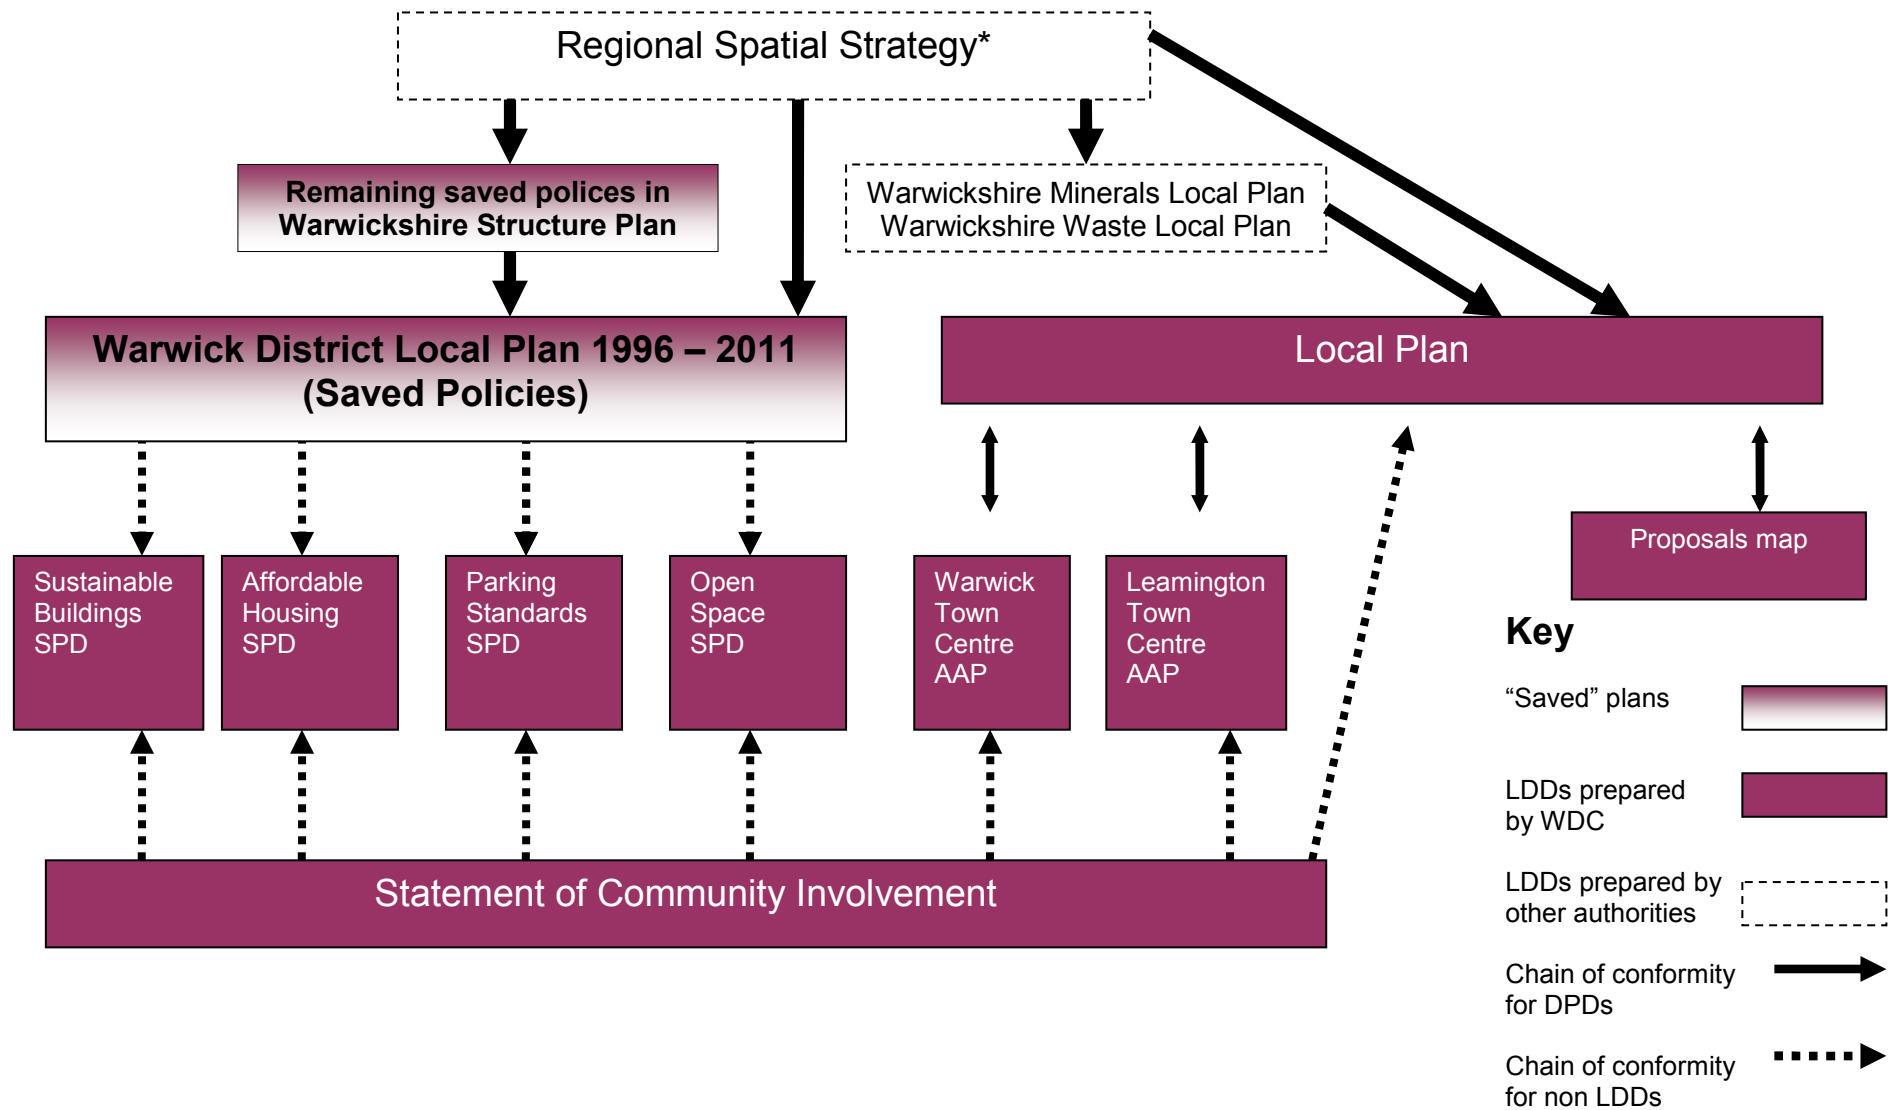 Regional Spatial Strategy*
Remaining saved polices in
Warwickshire Structure Plan
Warwickshire Minerals Local Plan
Warwickshire Waste Local Plan
Warwick District Local Plan 1996 – 2011
(Saved Policies)
Local Plan
Sustainable
Buildings
SPD
Affordable
Housing
SPD
Parking
Standards
SPD
Open
Space
SPD
Warwick
Town
Centre
AAP
Leamington
Town
Centre
AAP
Proposals map
Statement of Community Involvement
Key
“Saved” plans
LDDs prepared
by WDC
LDDs prepared by
other authorities
Chain of conformity
for DPDs
Chain of conformity
for non LDDs